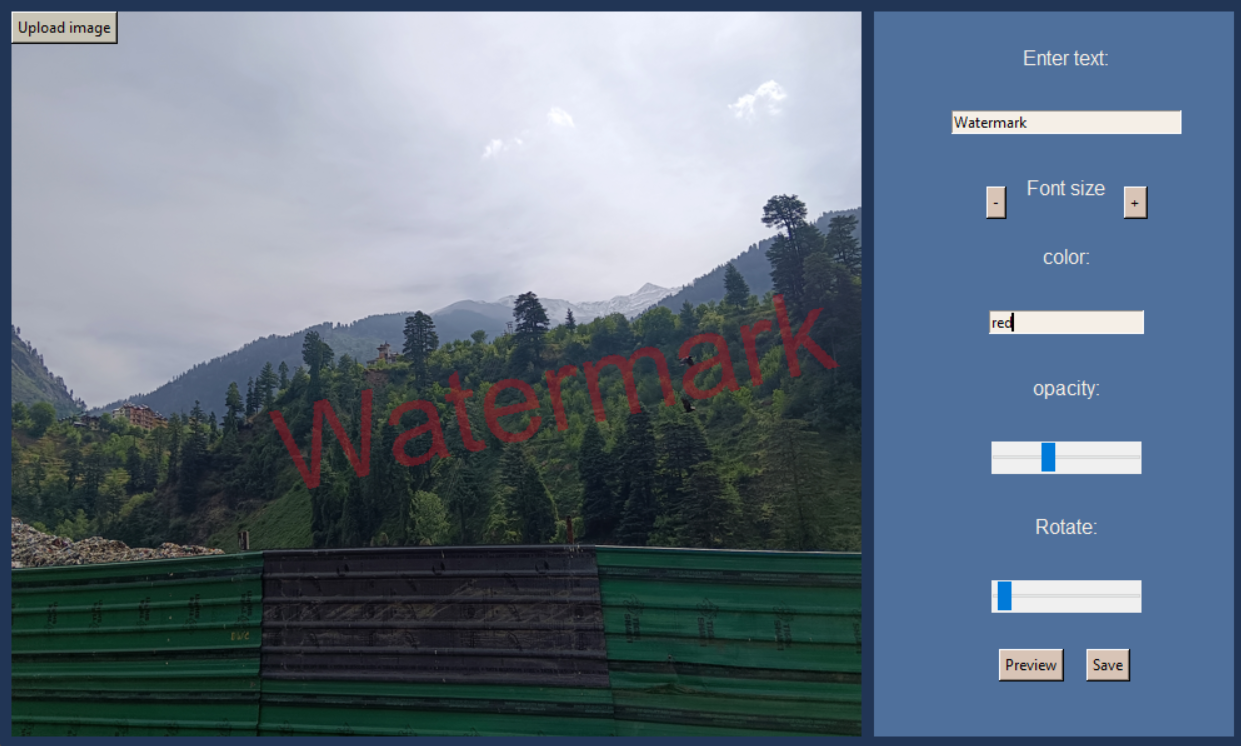 Upload image
Enter text:
Watermark
- Font size +
color:
red
Watermark
opacity:
Rotate:
Preview Save